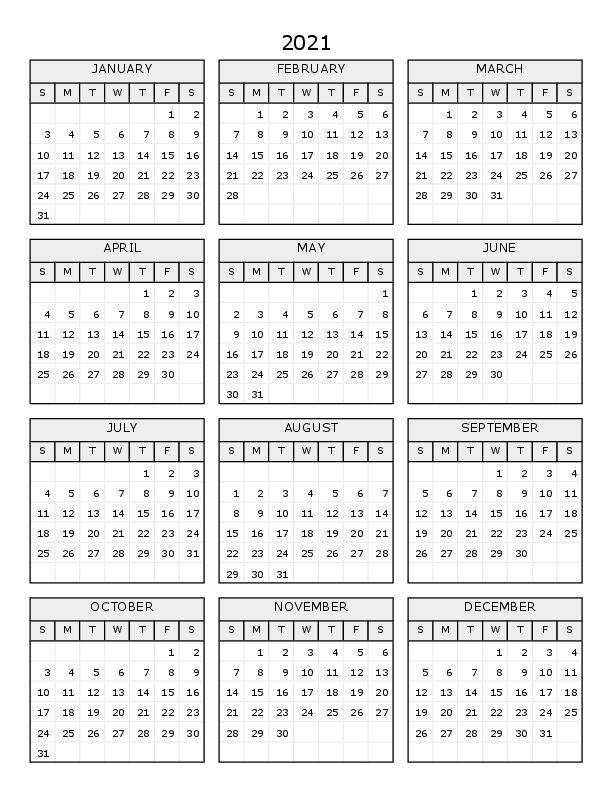 2021
JANUARY
S M T W T F S
1 2
3 4 5 6 7 8 9
10 11 12 13 14 15 16
17 18 19 20 21 22 23
24 25 26 27 28 29 30
31
FEBRUARY
S M T W T F S
1 2 3 4 5 6
7 8 9 10 11 12 13
14 15 16 17 18 19 20
21 22 23 24 25 26 27
28
MARCH
S M T W T F S
1 2 3 4 5 6
7 8 9 10 11 12 13
14 15 16 17 18 19 20
21 22 23 24 25 26 27
28 29 30 31
APRIL
S M T W T F S
1 2 3
4 5 6 7 8 9 10
11 12 13 14 15 16 17
18 19 20 21 22 23 24
25 26 27 28 29 30
MAY
S M T W T F S
1
2 3 4 5 6 7 8
9 10 11 12 13 14 15
16 17 18 19 20 21 22
23 24 25 26 27 28 29
30 31
JUNE
S M T W T F S
1 2 3 4 5
6 7 8 9 10 11 12
13 14 15 16 17 18 19
20 21 22 23 24 25 26
27 28 29 30
JULY
S M T W T F S
1 2 3
4 5 6 7 8 9 10
11 12 13 14 15 16 17
18 19 20 21 22 23 24
25 26 27 28 29 30 31
AUGUST
S M T W T F S
1 2 3 4 5 6 7
8 9 10 11 12 13 14
15 16 17 18 19 20 21
22 23 24 25 26 27 28
29 30 31
SEPTEMBER
S M T W T F S
1 2 3 4
5 6 7 8 9 10 11
12 13 14 15 16 17 18
19 20 21 22 23 24 25
26 27 28 29 30
OCTOBER
S M T W T F S
1 2
3 4 5 6 7 8 9
10 11 12 13 14 15 16
17 18 19 20 21 22 23
24 25 26 27 28 29 30
31
NOVEMBER
S M T W T F S
1 2 3 4 5 6
7 8 9 10 11 12 13
14 15 16 17 18 19 20
21 22 23 24 25 26 27
28 29 30
DECEMBER
S M T W T F S
1 2 3 4
5 6 7 8 9 10 11
12 13 14 15 16 17 18
19 20 21 22 23 24 25
26 27 28 29 30 31